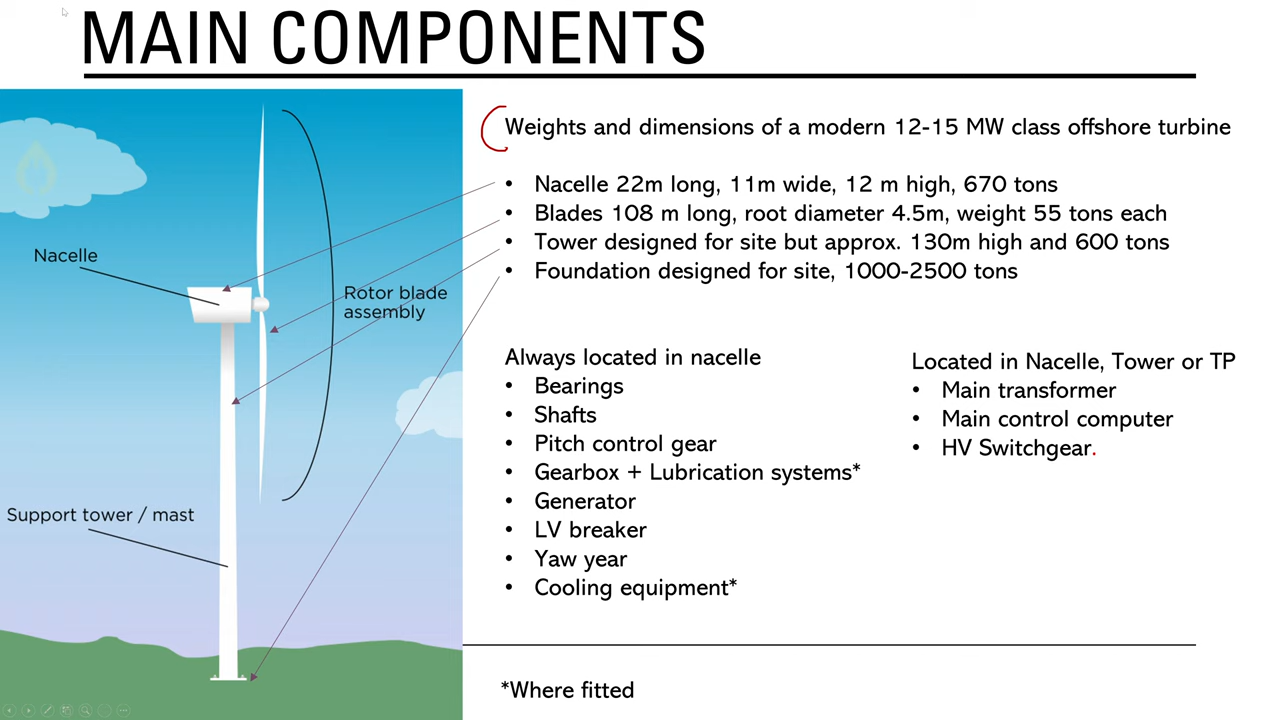 MAIN COMPONENTS
Weights and dimensions of a modern 12-15 MW class offshore turbine
• Nacelle 22m long, 11m wide, 12 m high, 670 tons
• Blades 108 m long, root diameter 4.5m, weight 55 tons each
• Tower designed for site but approx. 130m high and 600 tons
• Foundation designed for site, 1000-2500 tons
Nacelle
Rotor blade
assembly
Support tower / mast
Always located in nacelle
• Bearings
• Shafts
• Pitch control gear
• Gearbox + Lubrication systems*
• Generator
• LV breaker
• Yaw year
• Cooling equipment*
Located in Nacelle, Tower or TP
• Main transformer
• Main control computer
• HV Switchgear.
*Where fitted